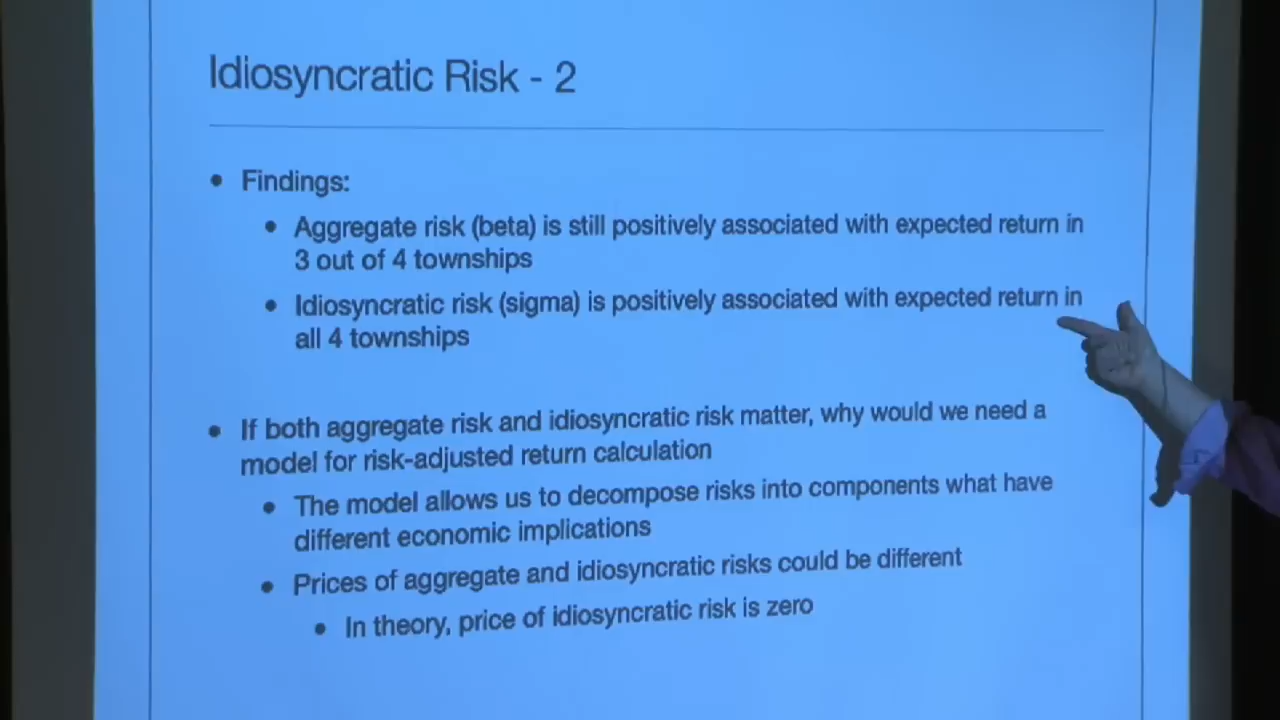 Idiosyncratic Risk - 2
• Findings:
• Aggregate risk (beta) is still positively associated with expected return in
3 out of 4 townships
• Idiosyncratic risk (sigma) is positively associated with expected return in
all 4 townships
• If both aggregate risk and idiosyncratic risk matter, why would we need a
model for risk-adjusted return calculation
• The model allows us to decompose risks into components what have
different economic implications
• Prices of aggregate and idiosyncratic risks could be different
• In theory, price of idiosyncratic risk is zero